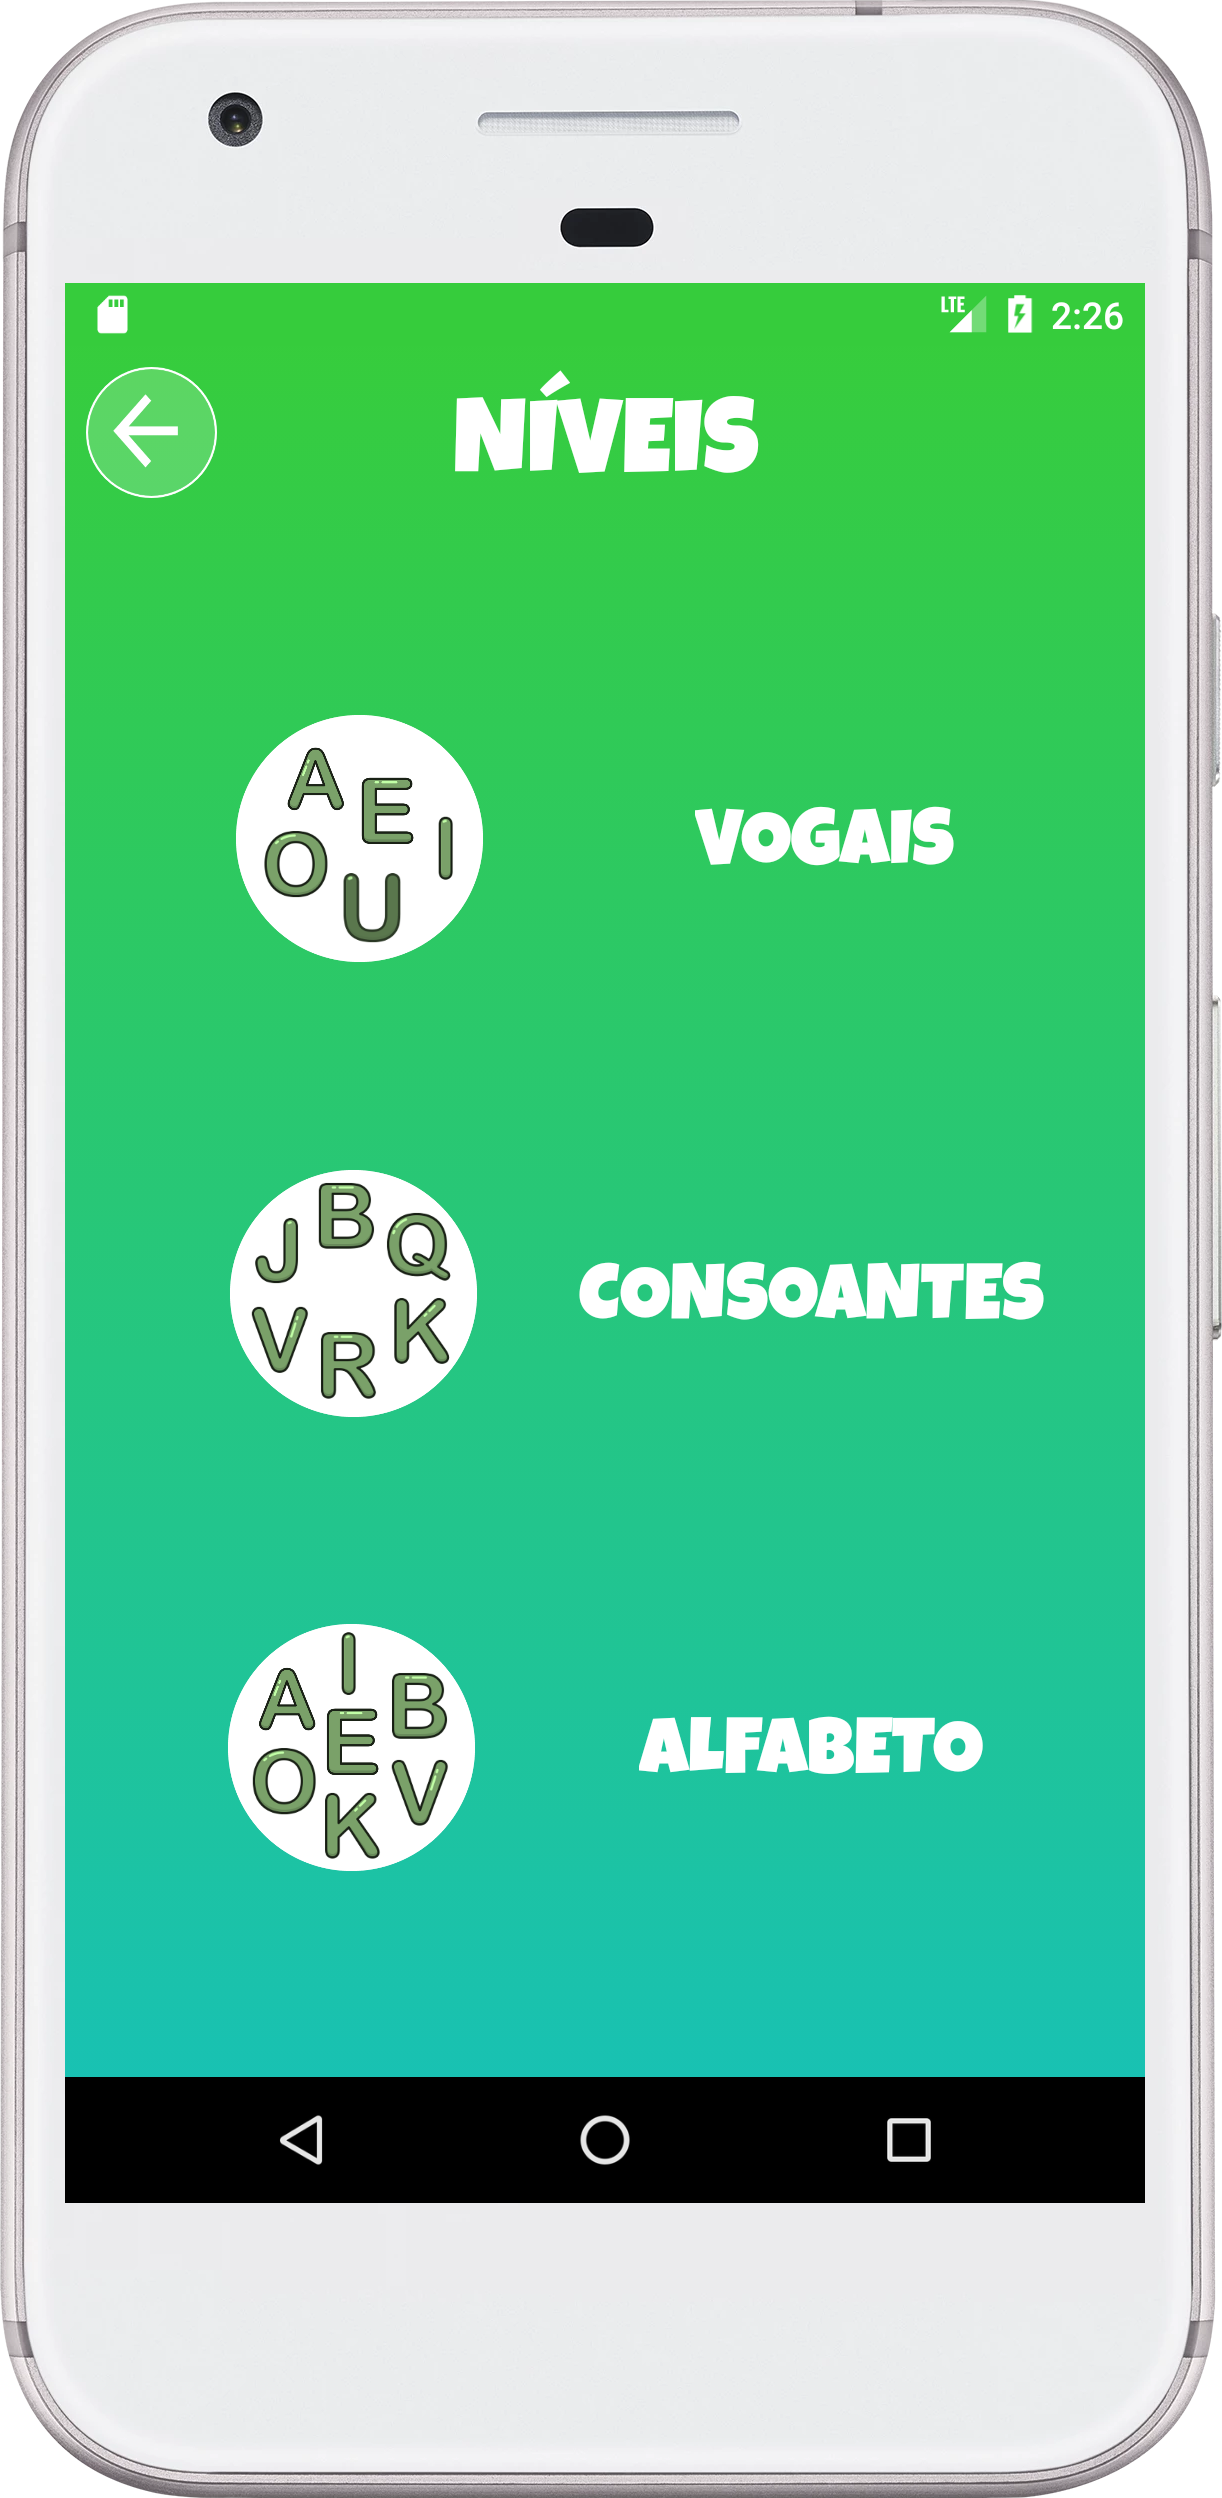 LTE 2:26
NÍVEIS
A E I
O U
VOGAIS
J B Q
V R K
CONSOANTES
I
A E B
O K V
ALFABETO